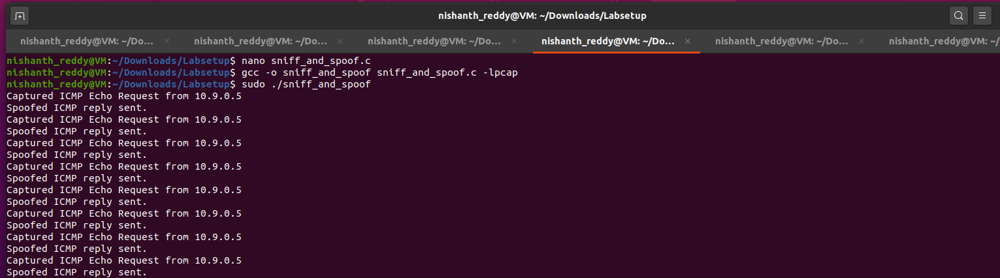 nishanth_reddy@VM: ~/Downloads/Labsetup
nishanth_reddy@VM: ~/Do... × nishanth_reddy@VM: ~/Do... × nishanth_reddy@VM: ~/Do... × nishanth_reddy@VM: ~/Do... × nishanth_reddy@VM: ~/Do... × nishanth_reddy@VM: ~/Do...
nishanth_reddy@VM:~/Downloads/Labsetup$ nano sniff_and_spoof.c
nishanth_reddy@VM:~/Downloads/Labsetup$ gcc -o sniff_and_spoof sniff_and_spoof.c -lpcap
nishanth_reddy@VM:~/Downloads/Labsetup$ sudo ./sniff_and_spoof
Captured ICMP Echo Request from 10.9.0.5
Spoofed ICMP reply sent.
Captured ICMP Echo Request from 10.9.0.5
Spoofed ICMP reply sent.
Captured ICMP Echo Request from 10.9.0.5
Spoofed ICMP reply sent.
Captured ICMP Echo Request from 10.9.0.5
Spoofed ICMP reply sent.
Captured ICMP Echo Request from 10.9.0.5
Spoofed ICMP reply sent.
Captured ICMP Echo Request from 10.9.0.5
Spoofed ICMP reply sent.
Captured ICMP Echo Request from 10.9.0.5
Spoofed ICMP reply sent.
Captured ICMP Echo Request from 10.9.0.5
Spoofed ICMP reply sent.